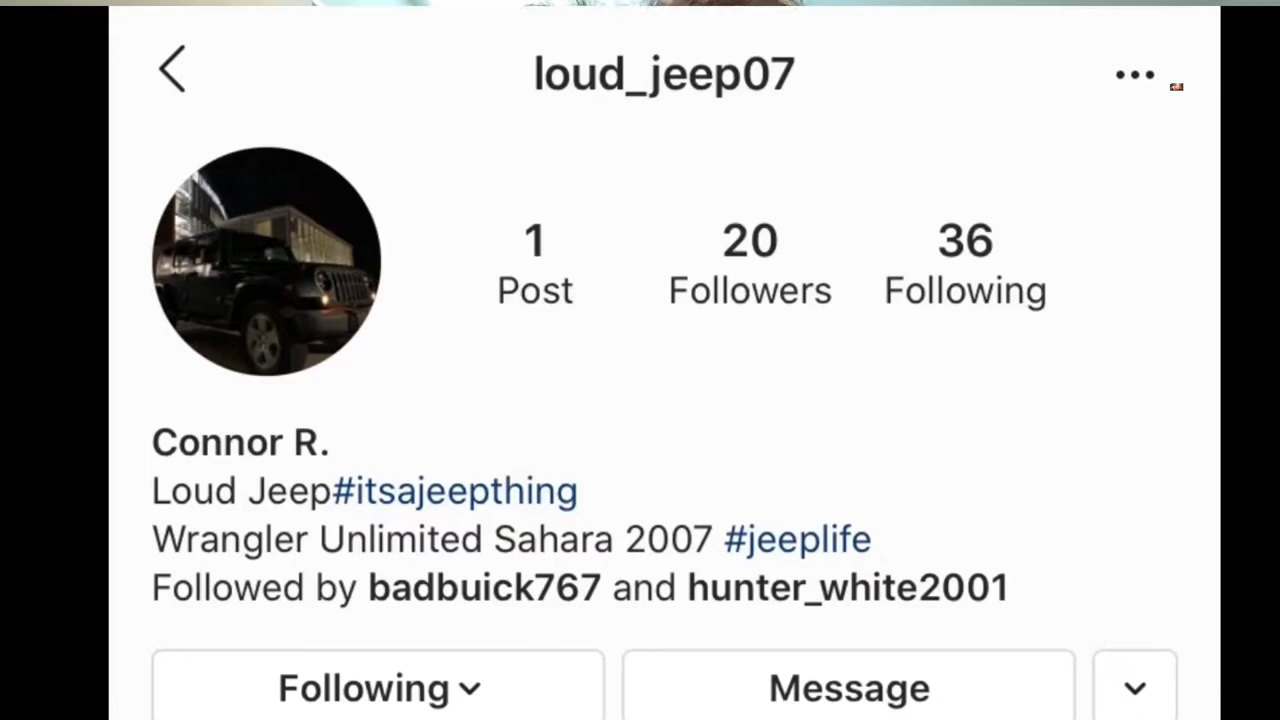 loud_jeep07
1 20 36
Post Followers Following
Connor R.
Loud Jeep#itsajeepthing
Wrangler Unlimited Sahara 2007 #jeeplife
Followed by badbuick767 and hunter_white2001
Following Message